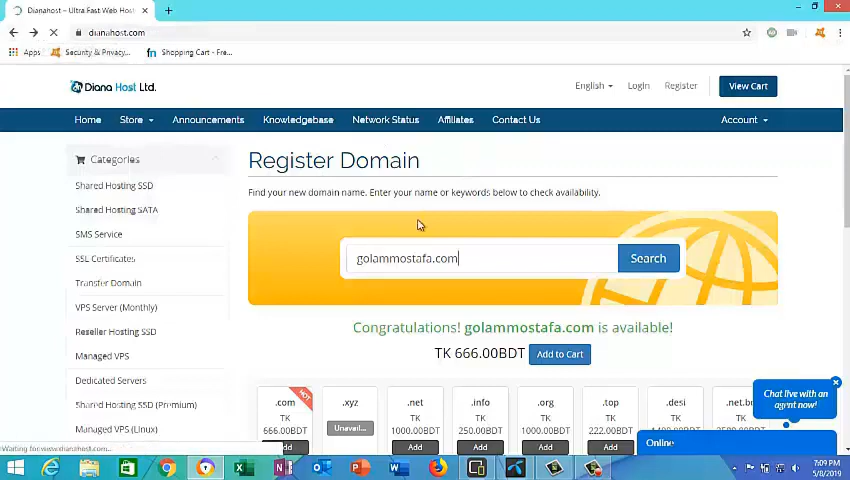 Dianahost – Ultra Fast Web Host
dianahost.com
Apps
Security & Privacy...
Shopping Cart - Fre...
Diana Host Ltd.
English
Login
Register
View Cart
Home
Store
Announcements
Knowledgebase
Network Status
Affiliates
Contact Us
Account
Categories
Shared Hosting SSD
Shared Hosting SATA
SMS Service
SSL Certificates
Transfer Domain
VPS Server (Monthly)
Reseller Hosting SSD
Managed VPS
Dedicated Servers
Shared Hosting SSD (Premium)
Managed VPS (Linux)
Register Domain
Find your new domain name. Enter your name or keywords below to check availability.
golammostafa.com
Search
Congratulations! golammostafa.com is available!
TK 666.00BDT
Add to Cart
HOT
.com
TK
666.00BDT
Add
.xyz
Unavail...
.net
TK
1000.00BDT
Add
.info
TK
250.00BDT
Add
.org
TK
1000.00BDT
Add
.top
TK
222.00BDT
Add
.desi
TK
.net.b
TK
Chat live with an
agent now!
Online
7:09 PM
5/8/2019